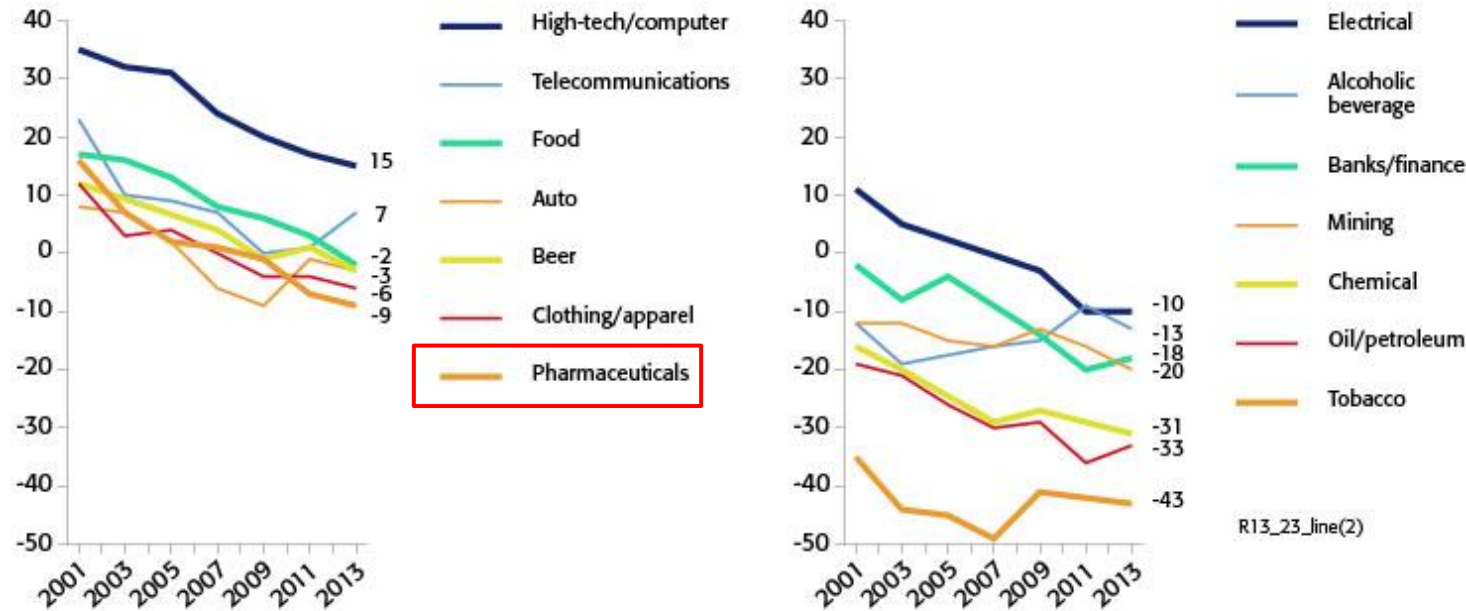 40
30
20
10
0
-10
-20
-30
-40
-50
2001
2003
2005
2007
2009
2011
2013
15
7
-2
-3
-6
-9
High-tech/computer
Telecommunications
Food
Auto
Beer
Clothing/apparel
Pharmaceuticals
40
30
20
10
0
-10
-20
-30
-40
-50
2001
2003
2005
2007
2009
2011
2013
-10
-13
-18
-20
-31
-33
-43
Electrical
Alcoholic
beverage
Banks/finance
Mining
Chemical
Oil/petroleum
Tobacco
R13_23_line(2)